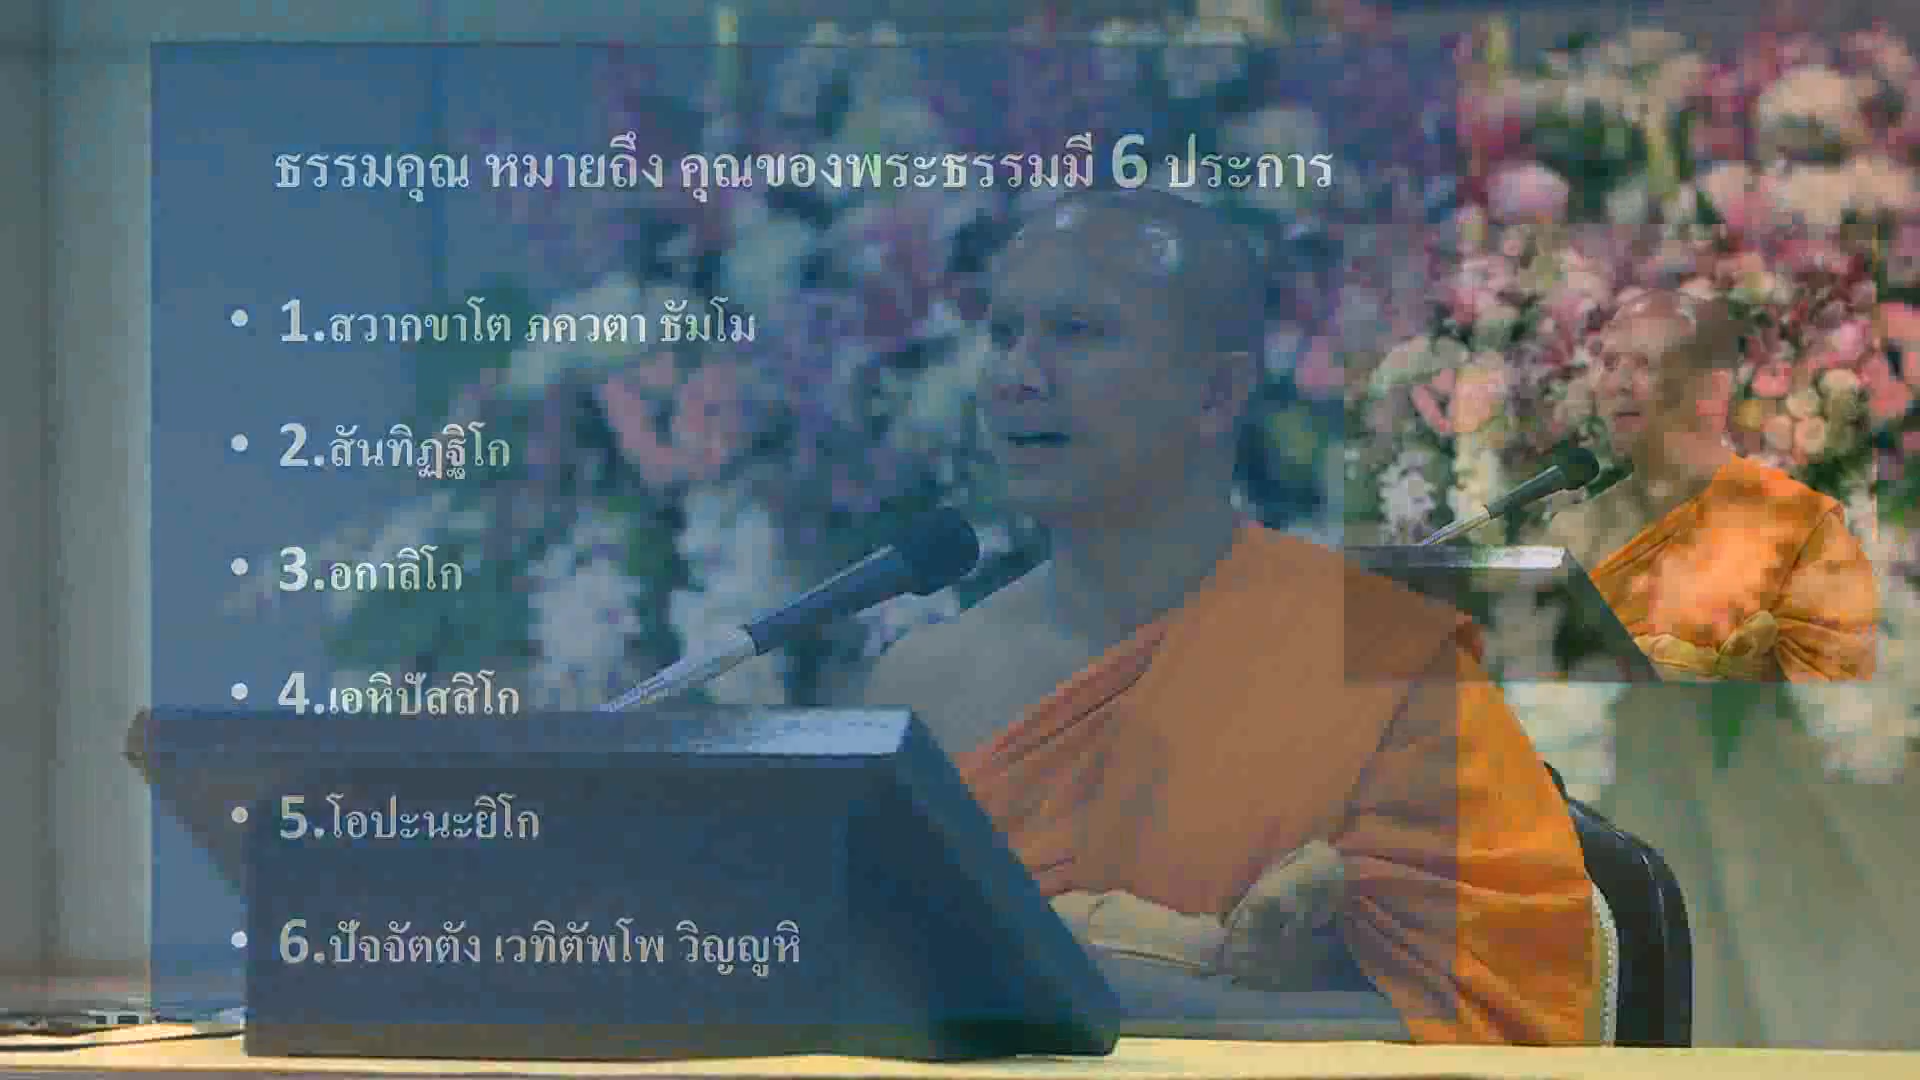 ธรรมคุณ หมายถึง คุณของพระธรรมมี 6 ประการ
• 1.สวากขาโต ภควตา ธัมโม
• 2.สันทิฏฐิโก
• 3.อกาลิโก
• 4.เอหิปัสสิโก
• 5.โอปะนะยิโก
• 6.ปัจจัตตัง เวทิตัพโพ วิญญูหิ